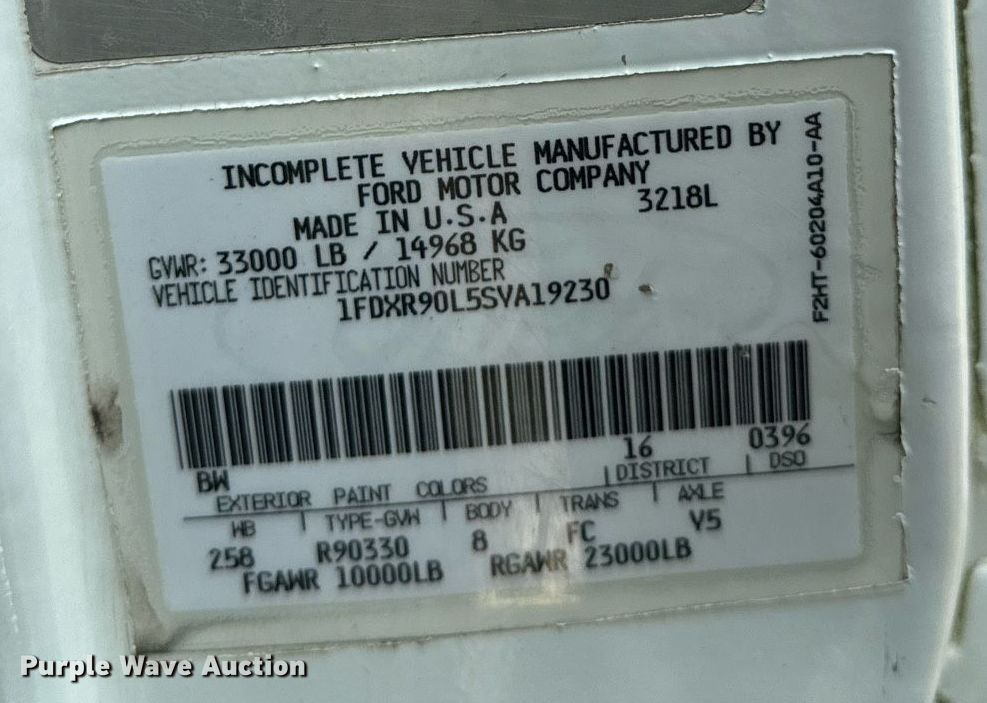 INCOMPLETE VEHICLE MANUFACTURED BY
FORD MOTOR COMPANY
MADE IN U.S.A 3218L
GVWR: 33000 LB / 14968 KG
VEHICLE IDENTIFICATION NUMBER
1FDXR90L5SVA19230
F2HT-60204A10-AA
BW 16 0396
EXTERIOR PAINT COLORS DISTRICT DSO
WB TYPE-GVW BODY TRANS AXLE
258 R90330 8 FC V5
FGAWR 10000LB RGAWR 23000LB
Purple Wave Auction